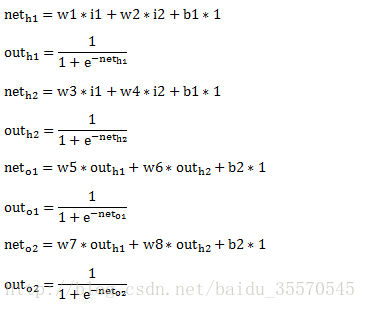 net_h1 = w1 * i1 + w2 * i2 + b1 * 1
out_h1 = 1 / (1 + e^(-net_h1))
net_h2 = w3 * i1 + w4 * i2 + b1 * 1
out_h2 = 1 / (1 + e^(-net_h2))
net_o1 = w5 * out_h1 + w6 * out_h2 + b2 * 1
out_o1 = 1 / (1 + e^(-net_o1))
net_o2 = w7 * out_h1 + w8 * out_h2 + b2 * 1
out_o2 = 1 / (1 + e^(-net_o2))
http://blog.csdn.net/baidu_35570545